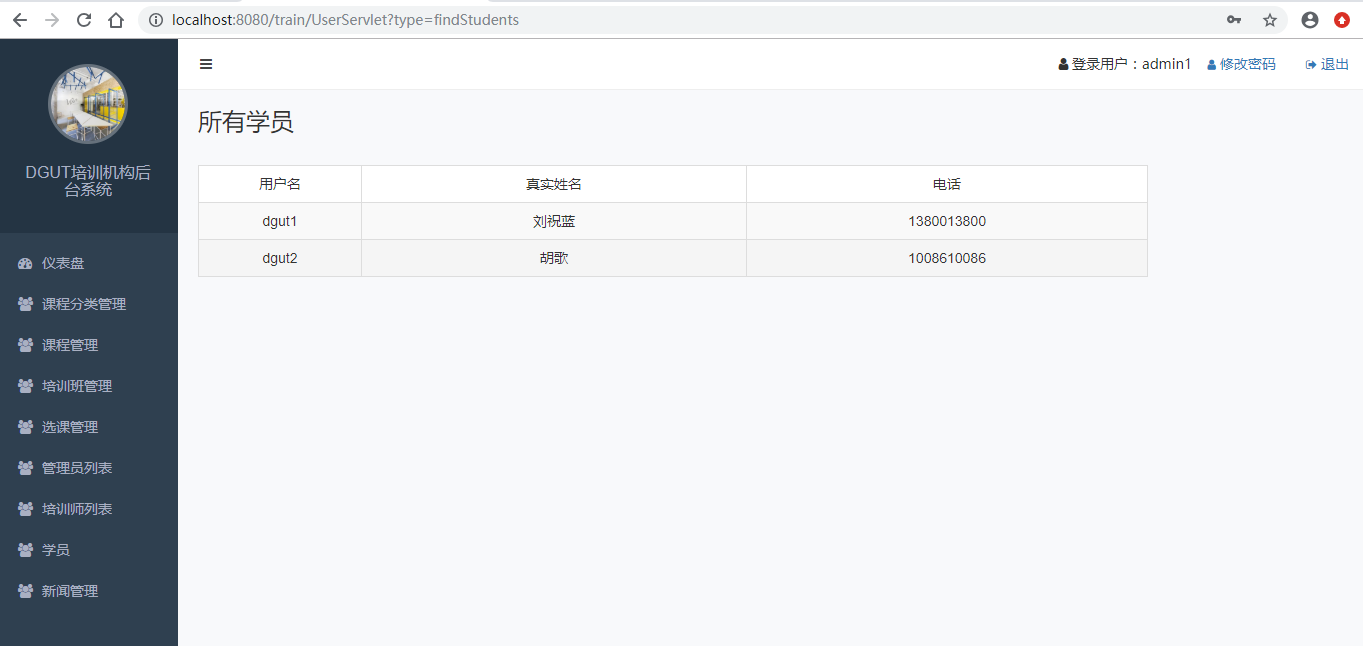 localhost:8080/train/UserServlet?type=findStudents
登录用户：admin1 修改密码 退出
DGUT培训机构后
台系统
仪表盘
课程分类管理
课程管理
培训班管理
选课管理
管理员列表
培训师列表
学员
新闻管理
所有学员
用户名 真实姓名 电话
dgut1 刘祝蓝 1380013800
dgut2 胡歌 1008610086